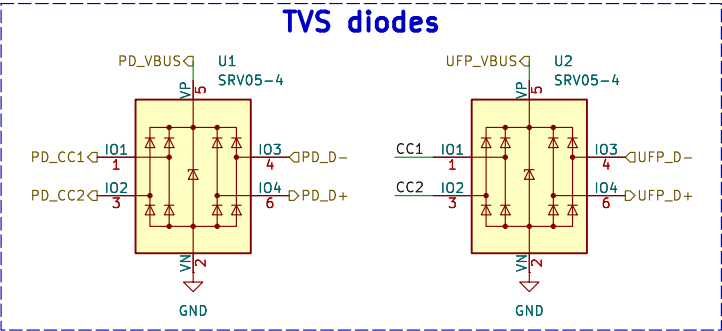 TVS diodes
PD_VBUS
U1
SRV05-4
VP
5
PD_CC1
IO1
1
IO3
4
PD_D-
PD_CC2
IO2
3
IO4
6
PD_D+
VN
2
GND
UFP_VBUS
U2
SRV05-4
VP
5
CC1
IO1
1
IO3
4
UFP_D-
CC2
IO2
3
IO4
6
UFP_D+
VN
2
GND